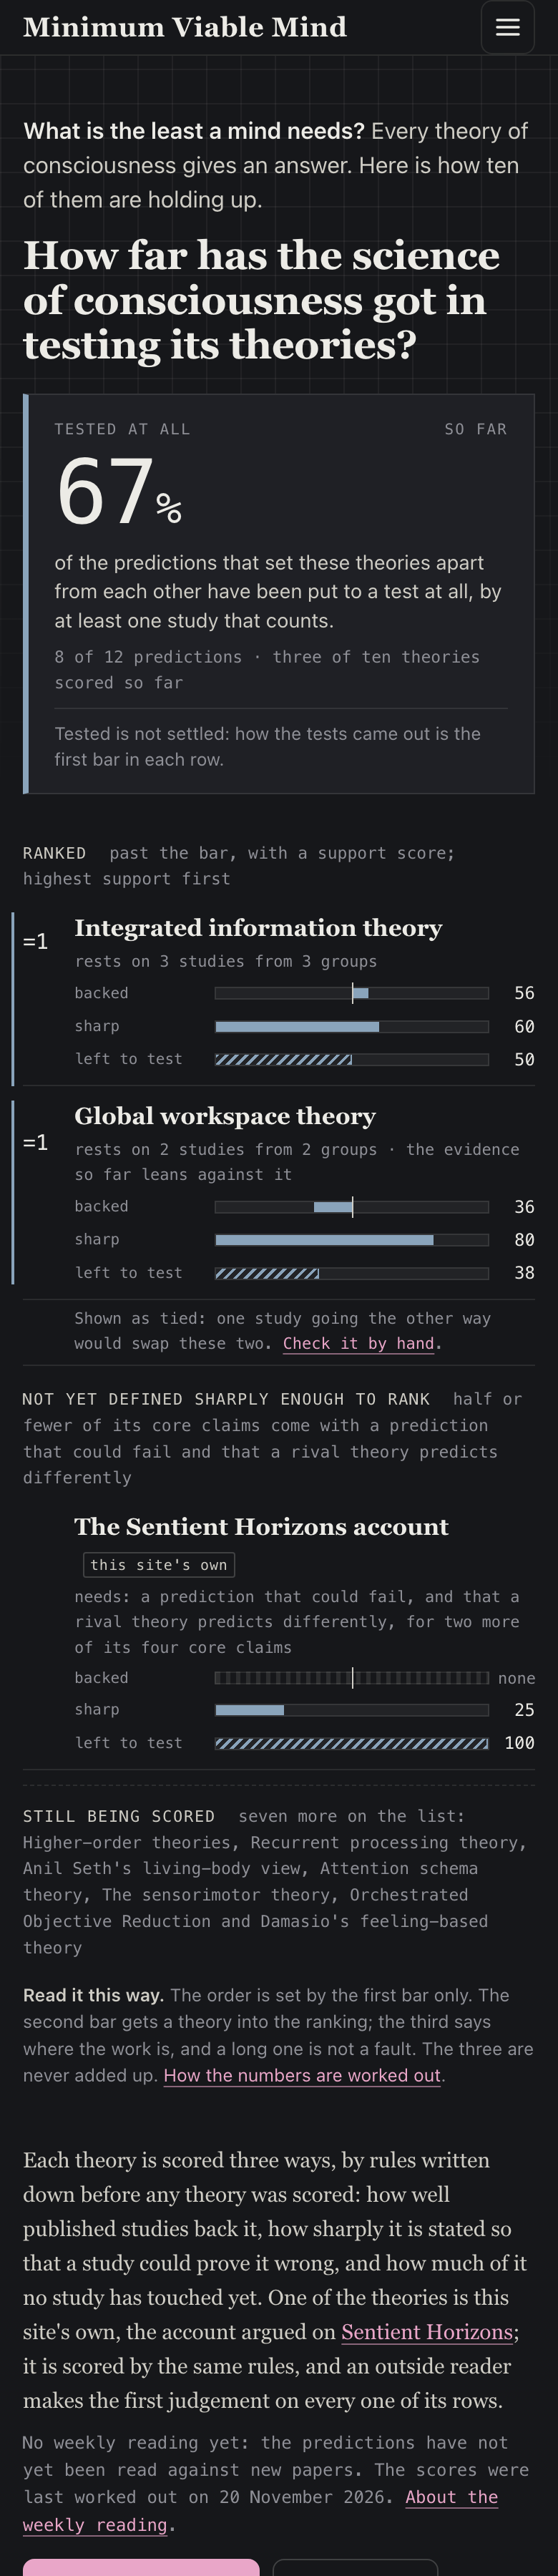 Minimum Viable Mind
What is the least a mind needs? Every theory of
consciousness gives an answer. Here is how ten
of them are holding up.
How far has the science
of consciousness got in
testing its theories?
TESTED AT ALL SO FAR
67%
of the predictions that set these theories apart
from each other have been put to a test at all, by
at least one study that counts.
8 of 12 predictions · three of ten theories
scored so far
Tested is not settled: how the tests came out is the
first bar in each row.
RANKED past the bar, with a support score;
highest support first
=1 Integrated information theory
rests on 3 studies from 3 groups
backed 56
sharp 60
left to test 50
=1 Global workspace theory
rests on 2 studies from 2 groups · the evidence
so far leans against it
backed 36
sharp 80
left to test 38
Shown as tied: one study going the other way
would swap these two. Check it by hand.
NOT YET DEFINED SHARPLY ENOUGH TO RANK half or
fewer of its core claims come with a prediction
that could fail and that a rival theory predicts
differently
The Sentient Horizons account
this site's own
needs: a prediction that could fail, and that a
rival theory predicts differently, for two more
of its four core claims
backed none
sharp 25
left to test 100
STILL BEING SCORED seven more on the list:
Higher-order theories, Recurrent processing theory,
Anil Seth's living-body view, Attention schema
theory, The sensorimotor theory, Orchestrated
Objective Reduction and Damasio's feeling-based
theory
Read it this way. The order is set by the first bar only. The
second bar gets a theory into the ranking; the third says
where the work is, and a long one is not a fault. The three are
never added up. How the numbers are worked out.
Each theory is scored three ways, by rules written
down before any theory was scored: how well
published studies back it, how sharply it is stated so
that a study could prove it wrong, and how much of it
no study has touched yet. One of the theories is this
site's own, the account argued on Sentient Horizons;
it is scored by the same rules, and an outside reader
makes the first judgement on every one of its rows.
No weekly reading yet: the predictions have not
yet been read against new papers. The scores were
last worked out on 20 November 2026. About the
weekly reading.